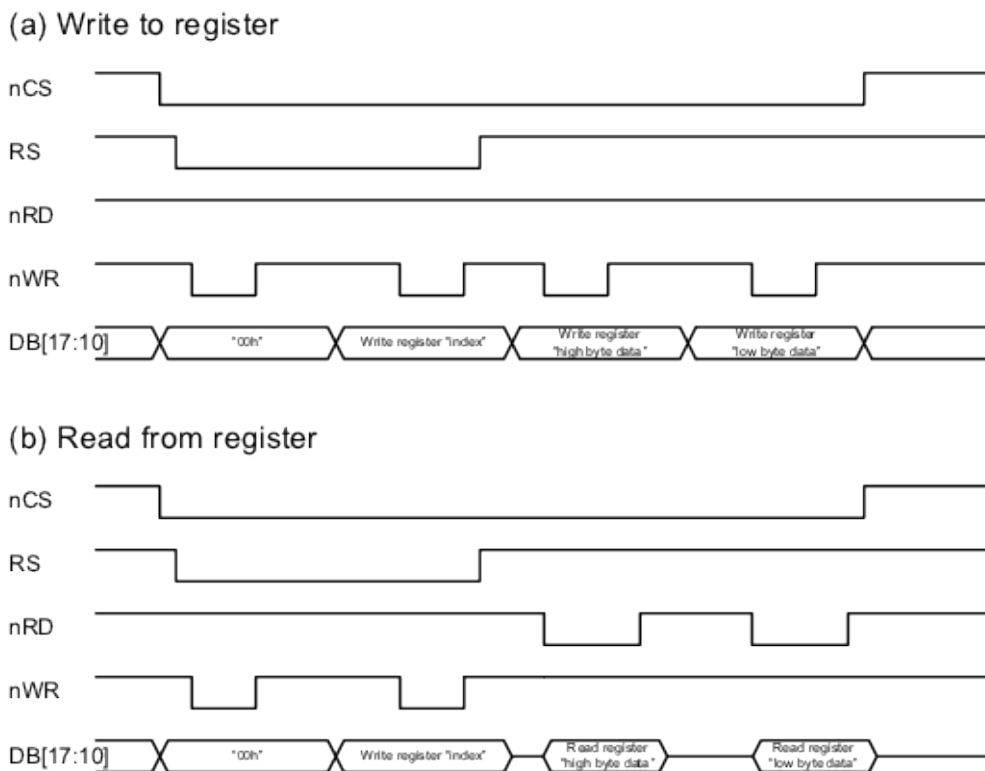 (a) Write to register
nCS
RS
nRD
nWR
DB[17:10]
"00h"
Write register "index"
Write register
"high byte data"
Write register
"low byte data"
(b) Read from register
nCS
RS
nRD
nWR
DB[17:10]
"00h"
Write register "index"
Read register
"high byte data"
Read register
"low byte data"